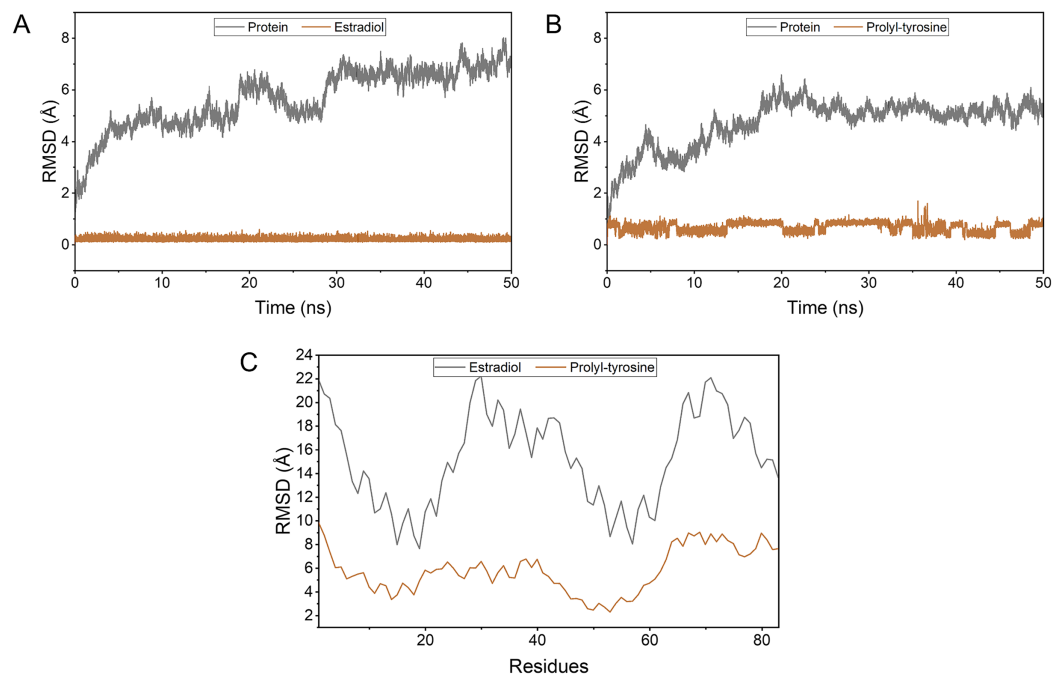 A
B
Protein Estradiol
Protein Prolyl-tyrosine
8
6
4
2
0
RMSD (Å)
0 10 20 30 40 50
Time (ns)
8
6
4
2
0
RMSD (Å)
0 10 20 30 40 50
Time (ns)
C
Estradiol Prolyl-tyrosine
24
22
20
18
16
14
12
10
8
6
4
2
RMSD (Å)
20 40 60 80
Residues